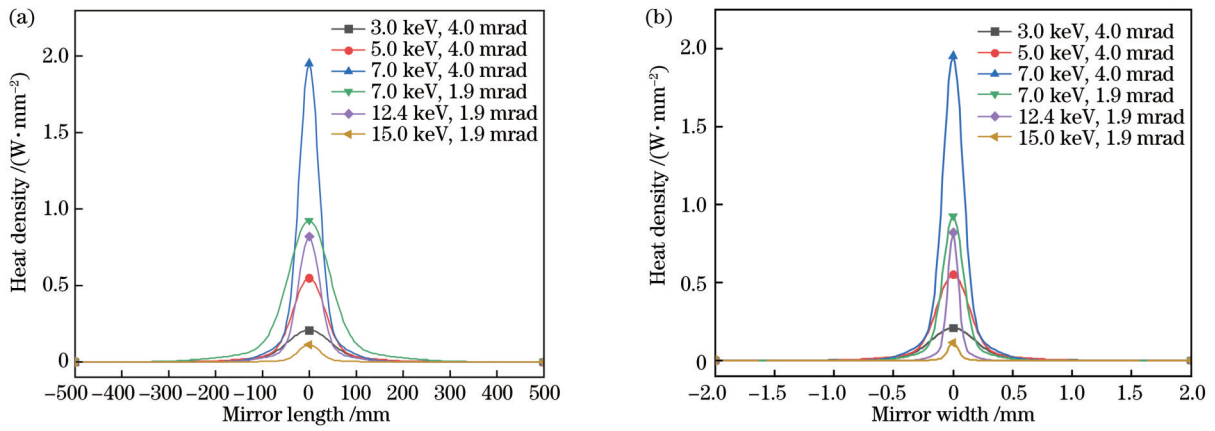 (a)
3.0 keV, 4.0 mrad
5.0 keV, 4.0 mrad
7.0 keV, 4.0 mrad
7.0 keV, 1.9 mrad
12.4 keV, 1.9 mrad
15.0 keV, 1.9 mrad
Heat density /(W·mm⁻²)
2.0
1.5
1.0
0.5
0
−500 −400 −300 −200 −100 0 100 200 300 400 500
Mirror length /mm
(b)
3.0 keV, 4.0 mrad
5.0 keV, 4.0 mrad
7.0 keV, 4.0 mrad
7.0 keV, 1.9 mrad
12.4 keV, 1.9 mrad
15.0 keV, 1.9 mrad
Heat density /(W·mm⁻²)
2.0
1.5
1.0
0.5
0
−2.0 −1.5 −1.0 −0.5 0 0.5 1.0 1.5 2.0
Mirror width /mm